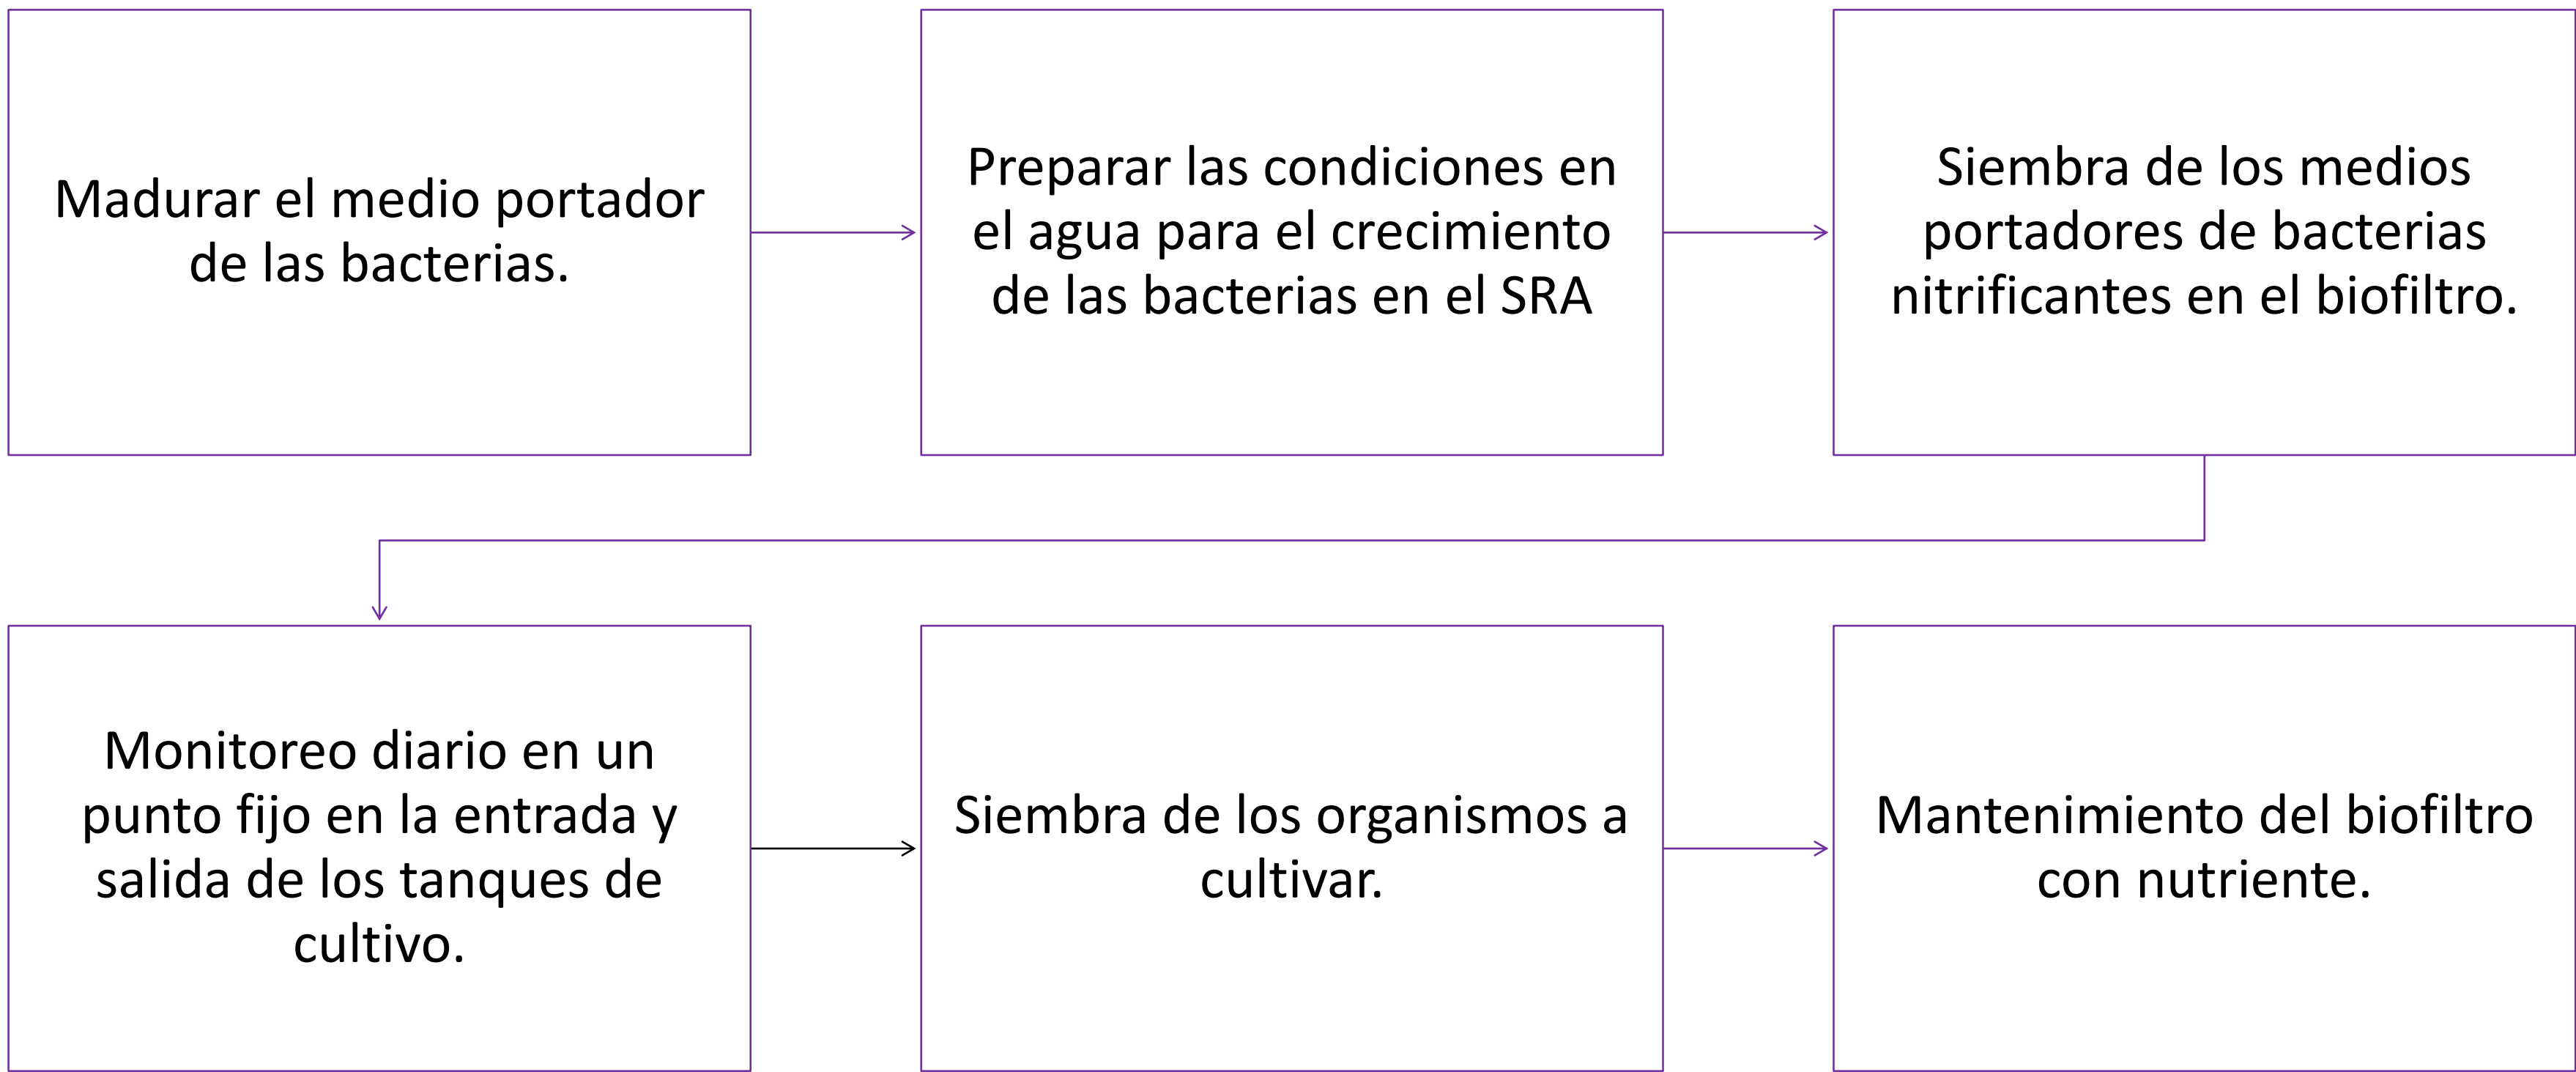 Madurar el medio portador
de las bacterias.
Preparar las condiciones en
el agua para el crecimiento
de las bacterias en el SRA
Siembra de los medios
portadores de bacterias
nitrificantes en el biofiltro.
Monitoreo diario en un
punto fijo en la entrada y
salida de los tanques de
cultivo.
Siembra de los organismos a
cultivar.
Mantenimiento del biofiltro
con nutriente.